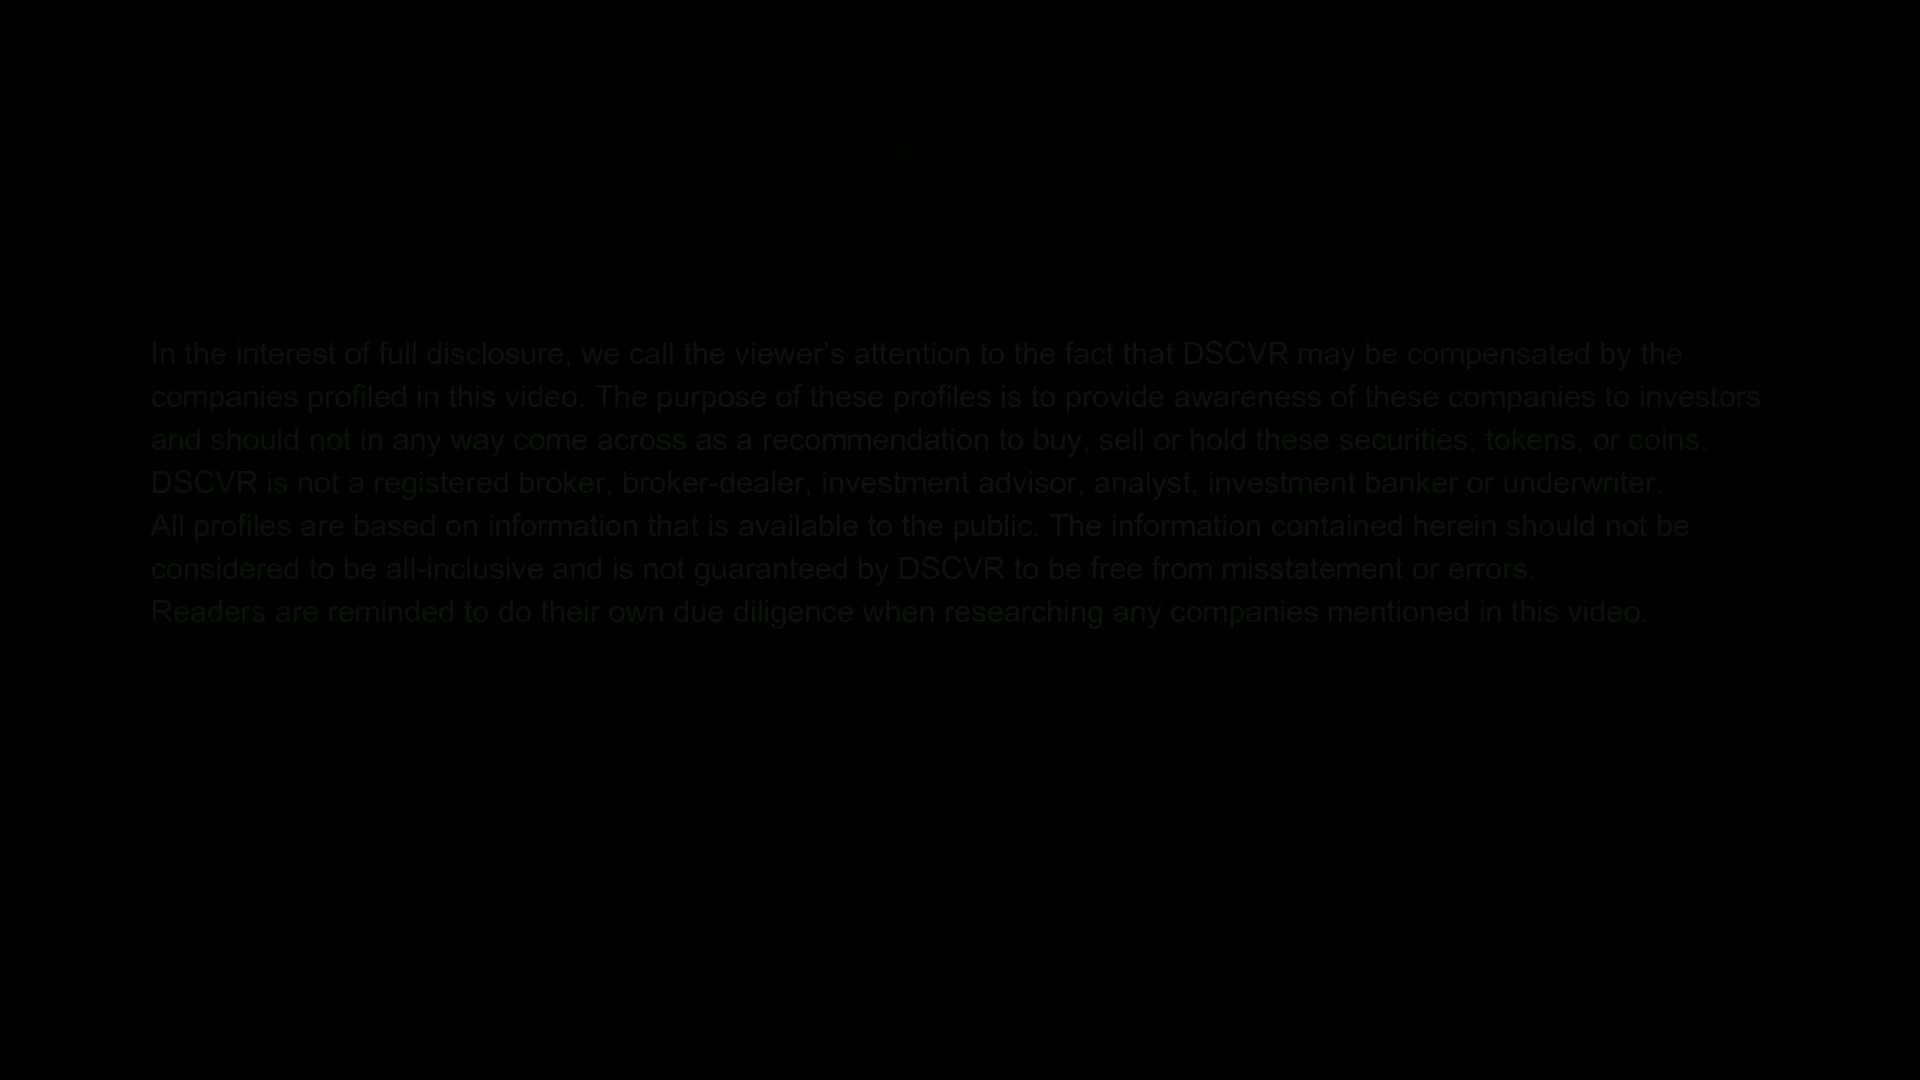 In the interest of full disclosure, we call the viewer's attention to the fact that DSCVR may be compensated by the
companies profiled in this video. The purpose of these profiles is to provide awareness of these companies to investors
and should not in any way come across as a recommendation to buy, sell or hold these securities, tokens, or coins.
DSCVR is not a registered broker, broker-dealer, investment advisor, analyst, investment banker or underwriter.
All profiles are based on information that is available to the public. The information contained herein should not be
considered to be all-inclusive and is not guaranteed by DSCVR to be free from misstatement or errors.
Readers are reminded to do their own due diligence when researching any companies mentioned in this video.